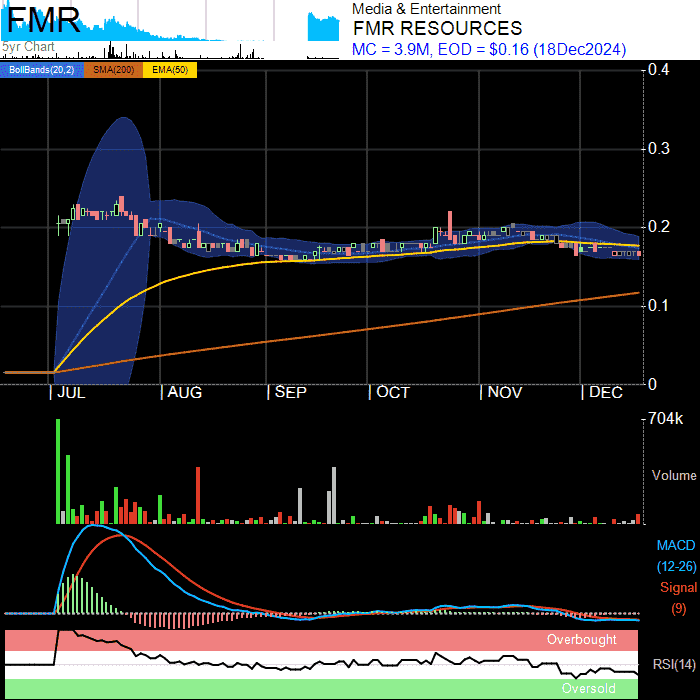 FMR
Media & Entertainment
FMR RESOURCES
5yr Chart
MC = 3.9M, EOD = $0.16 (18Dec2024)
BollBands(20,2) SMA(200) EMA(50)
0.4
0.3
0.2
0.1
0
JUL AUG SEP OCT NOV DEC
704k
Volume
MACD
(12-26)
Signal
(9)
Overbought
RSI(14)
Oversold